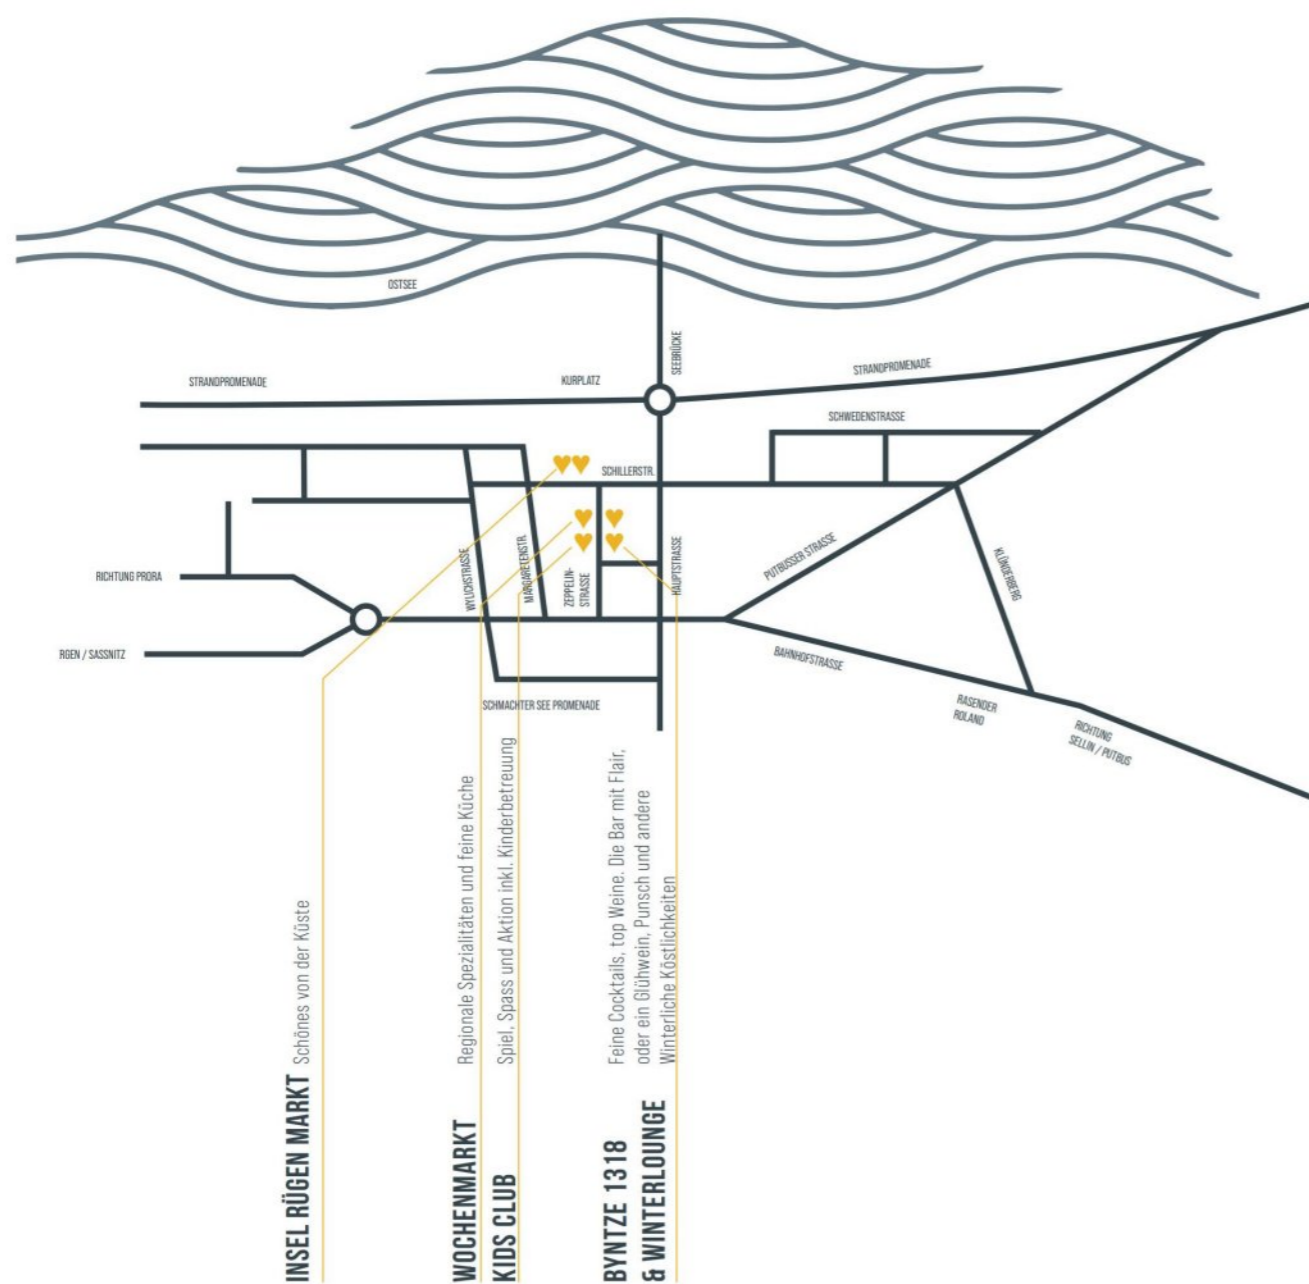 OSTSEE
SEEBRÜCKE
STRANDPROMENADE
KURPLATZ
STRANDPROMENADE
SCHWEDENSTRASSE
SCHILLERSTR.
WYLICHSTRASSE
MARGARETENSTR.
ZEPPELIN-
STRASSE
HAUPTSTRASSE
PUTBUSSER STRASSE
KLÜNDERBERG
RICHTUNG PRORA
RGEN / SASSNITZ
BAHNHOFSTRASSE
SCHMACHTER SEE PROMENADE
RASENDER
ROLAND
RICHTUNG
SELLIN / PUTBUS
INSEL RÜGEN MARKT Schönes von der Küste
WOCHENMARKT Regionale Spezialitäten und feine Küche
KIDS CLUB Spiel, Spass und Aktion inkl. Kinderbetreuung
BYNTZE 1318
& WINTERLOUNGE
Feine Cocktails, top Weine. Die Bar mit Flair,
oder ein Glühwein, Punsch und andere
Winterliche Köstlichkeiten